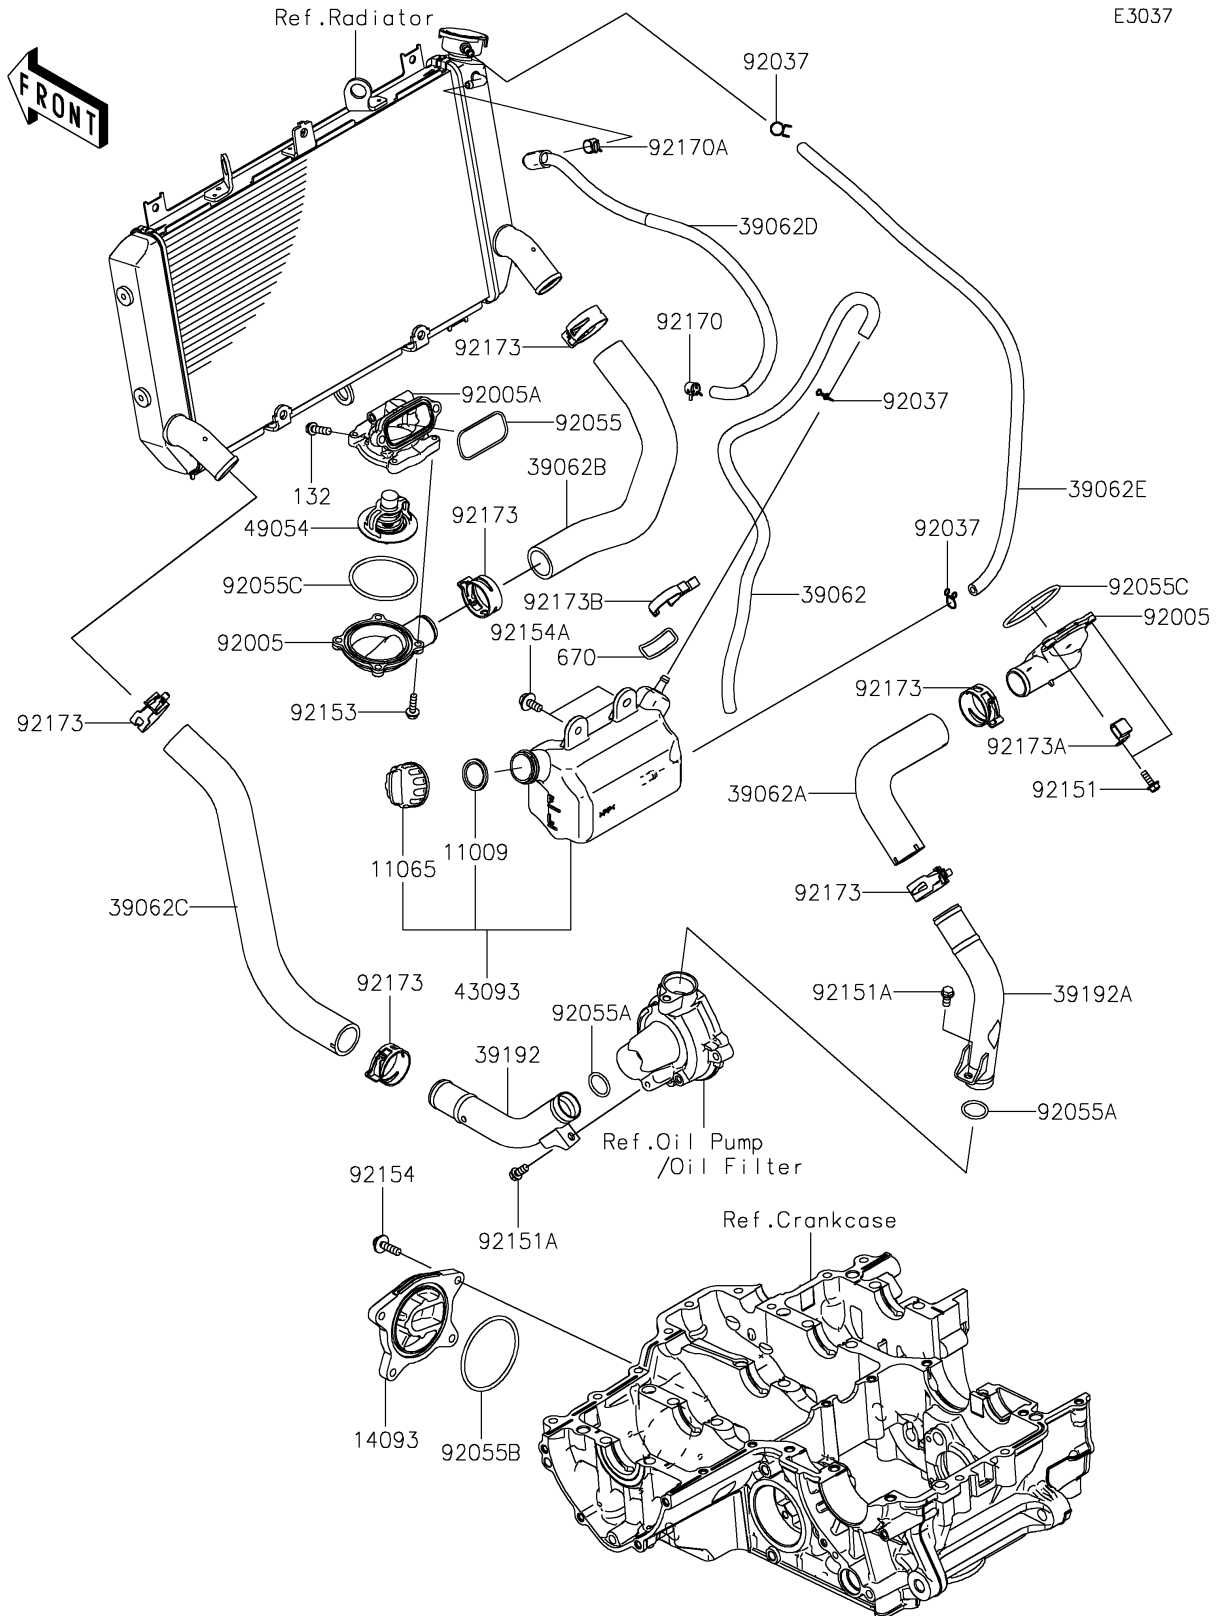 Ref.Radiator
E3037
FRONT
92037
92170A
39062D
92170
92173
92005A
92037
92055
132
39062B
39062E
49054
92173
92037
92055C
92055C
92173B
39062
92005
92005
92154A
670
92173
92153
92173
92173A
39062A
92151
11009
11065
92173
39062C
92173
43093
92151A
39192A
92055A
39192
92055A
Ref.Oil Pump
/Oil Filter
92154
92151A
Ref.Crankcase
14093
92055B